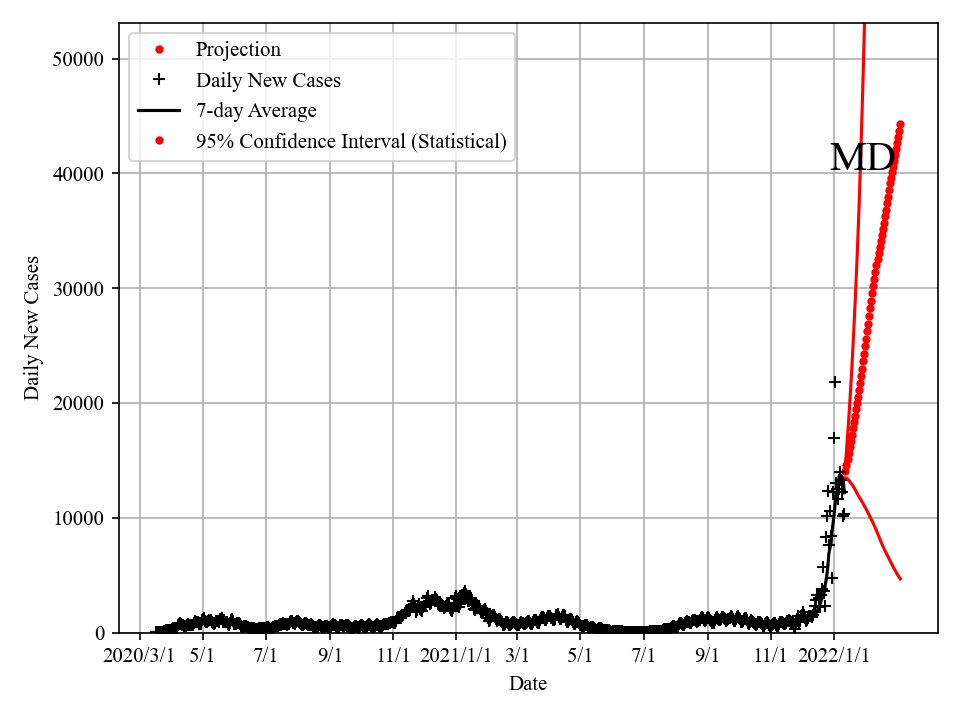 Projection
Daily New Cases
7-day Average
95% Confidence Interval (Statistical)
MD
50000
40000
30000
20000
10000
0
Daily New Cases
2020/3/1 5/1 7/1 9/1 11/1 2021/1/1 3/1 5/1 7/1 9/1 11/1 2022/1/1
Date